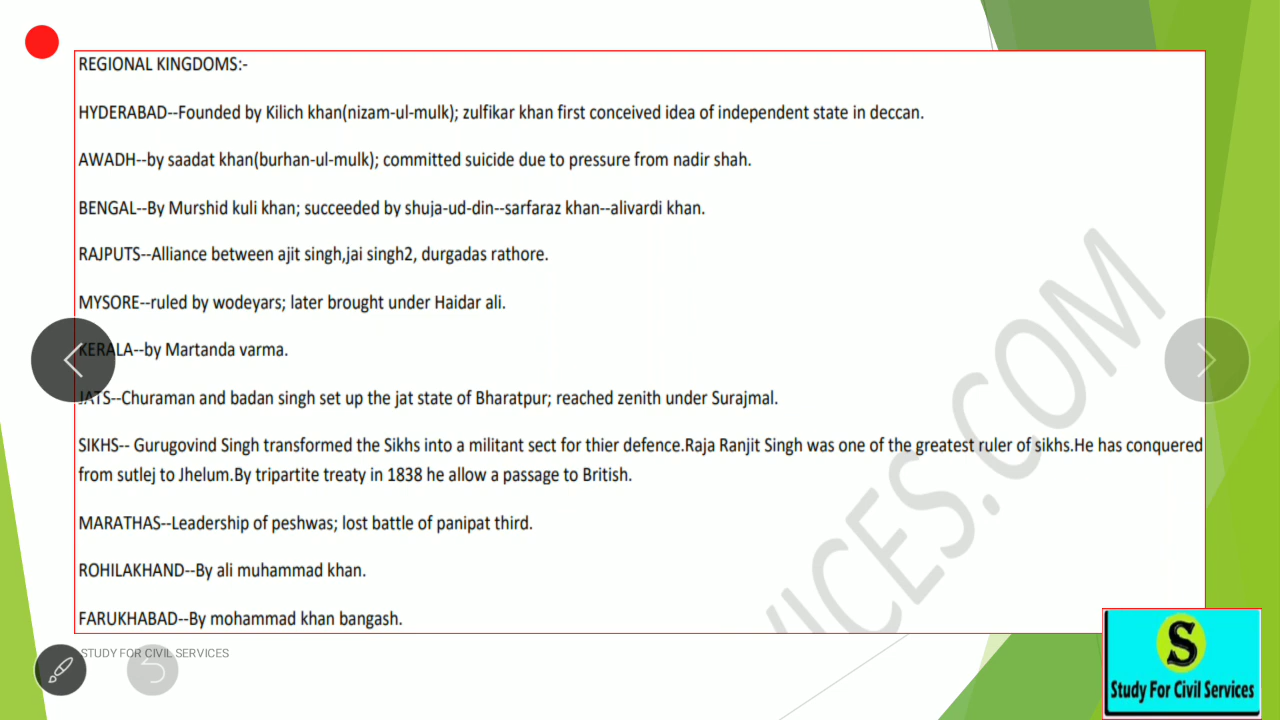 REGIONAL KINGDOMS:-
HYDERABAD--Founded by Kilich khan(nizam-ul-mulk); zulfikar khan first conceived idea of independent state in deccan.
AWADH--by saadat khan(burhan-ul-mulk); committed suicide due to pressure from nadir shah.
BENGAL--By Murshid kuli khan; succeeded by shuja-ud-din--sarfaraz khan--alivardi khan.
RAJPUTS--Alliance between ajit singh,jai singh2, durgadas rathore.
MYSORE--ruled by wodeyars; later brought under Haidar ali.
KERALA--by Martanda varma.
JATS--Churaman and badan singh set up the jat state of Bharatpur; reached zenith under Surajmal.
SIKHS-- Gurugovind Singh transformed the Sikhs into a militant sect for thier defence.Raja Ranjit Singh was one of the greatest ruler of sikhs.He has conquered
from sutlej to Jhelum.By tripartite treaty in 1838 he allow a passage to British.
MARATHAS--Leadership of peshwas; lost battle of panipat third.
ROHILAKHAND--By ali muhammad khan.
FARUKHABAD--By mohammad khan bangash.
VICES.COM
STUDY FOR CIVIL SERVICES
S
Study For Civil Services